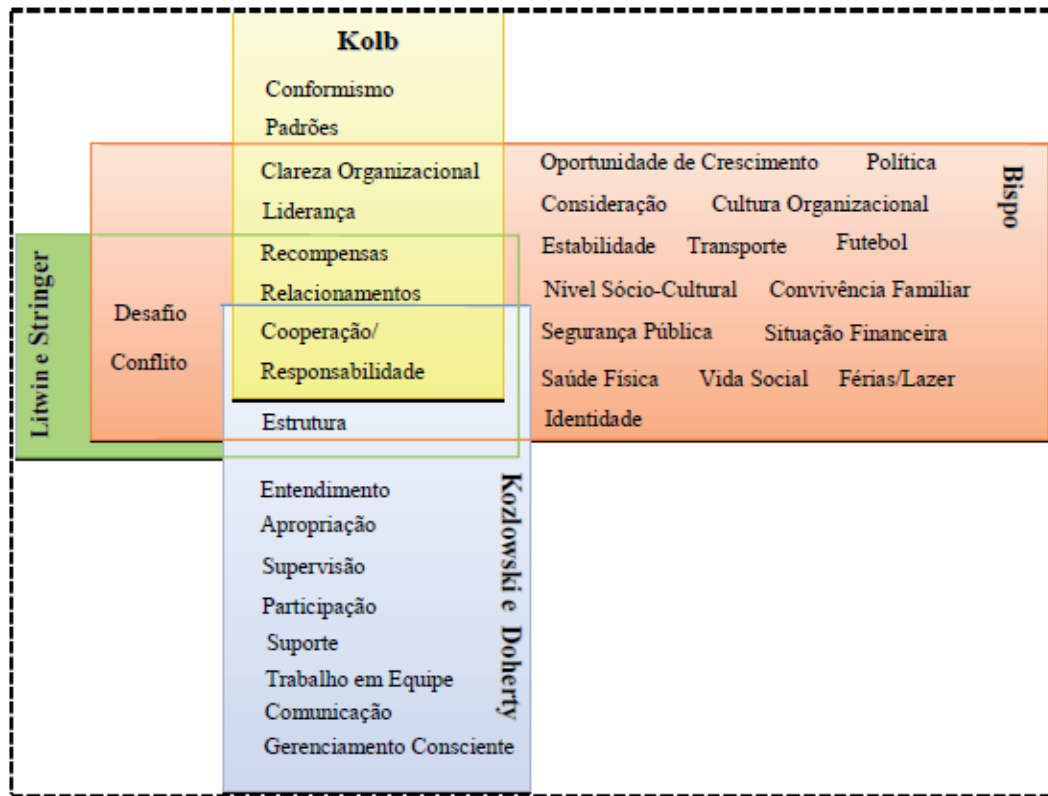 Kolb
Conformismo
Padrões
Clareza Organizacional
Liderança
Recompensas
Relacionamentos
Cooperação/
Responsabilidade
Estrutura
Litwin e Stringer
Desafio
Conflito
Oportunidade de Crescimento Política
Consideração Cultura Organizacional
Estabilidade Transporte Futebol
Nível Sócio-Cultural Convivência Familiar
Segurança Pública Situação Financeira
Saúde Física Vida Social Férias/Lazer
Identidade
Bispo
Entendimento
Apropriação
Supervisão
Participação
Suporte
Trabalho em Equipe
Comunicação
Gerenciamento Consciente
Kozlowski e Doherty